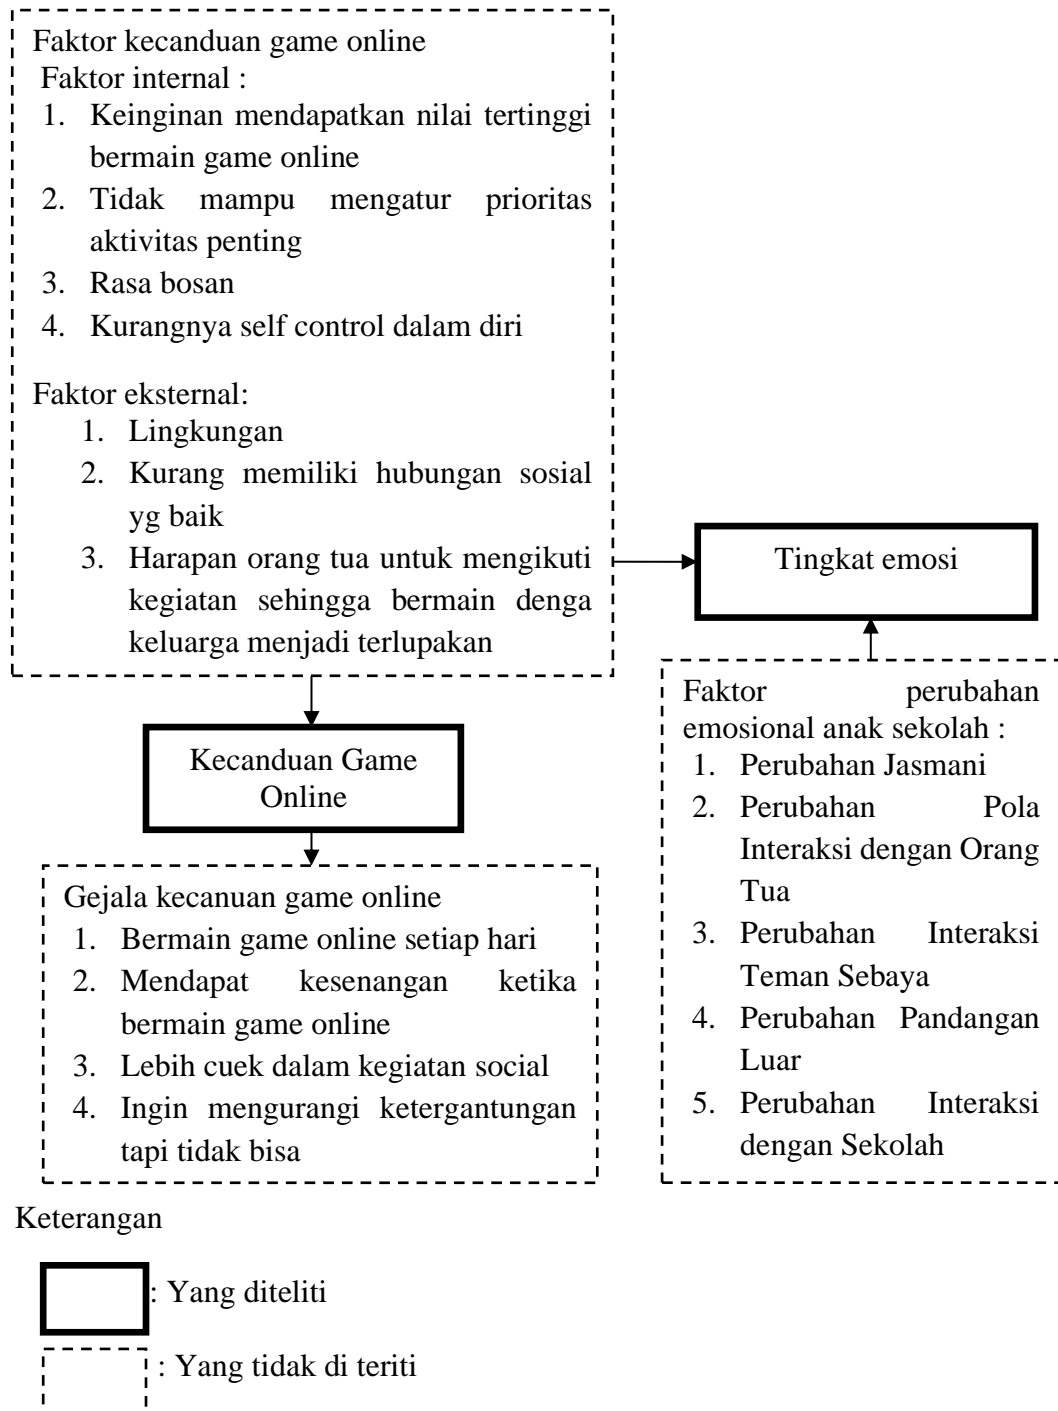 Faktor kecanduan game online
Faktor internal :
1. Keinginan mendapatkan nilai tertinggi
bermain game online
2. Tidak mampu mengatur prioritas
aktivitas penting
3. Rasa bosan
4. Kurangnya self control dalam diri
Faktor eksternal:
1. Lingkungan
2. Kurang memiliki hubungan sosial
yg baik
3. Harapan orang tua untuk mengikuti
kegiatan sehingga bermain denga
keluarga menjadi terlupakan
Tingkat emosi
Kecanduan Game
Online
Gejala kecanuan game online
1. Bermain game online setiap hari
2. Mendapat kesenangan ketika
bermain game online
3. Lebih cuek dalam kegiatan social
4. Ingin mengurangi ketergantungan
tapi tidak bisa
Faktor perubahan
emosional anak sekolah :
1. Perubahan Jasmani
2. Perubahan Pola
Interaksi dengan Orang
Tua
3. Perubahan Interaksi
Teman Sebaya
4. Perubahan Pandangan
Luar
5. Perubahan Interaksi
dengan Sekolah
Keterangan
: Yang diteliti
: Yang tidak di teriti